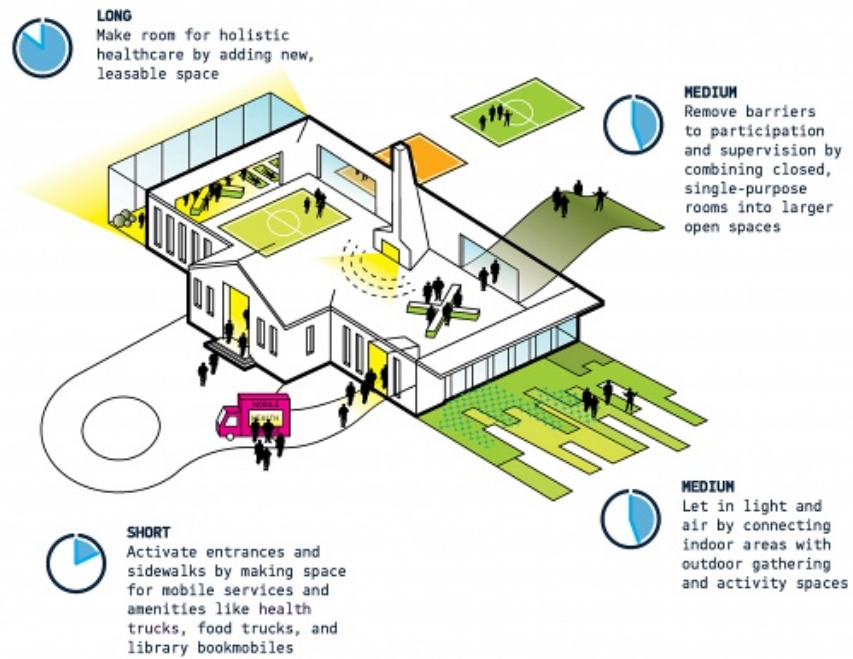 LONG
Make room for holistic
healthcare by adding new,
leasable space
MEDIUM
Remove barriers
to participation
and supervision by
combining closed,
single-purpose
rooms into larger
open spaces
MOBILE
HEALTH
MEDIUM
Let in light and
air by connecting
indoor areas with
outdoor gathering
and activity spaces
SHORT
Activate entrances and
sidewalks by making space
for mobile services and
amenities like health
trucks, food trucks, and
library bookmobiles